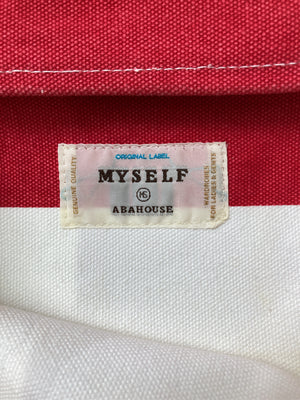 ORIGINAL LABEL
GENUINE QUALITY
MYSELF
MS
ABAHOUSE
WARDROBES
FOR LADIES & GENTS